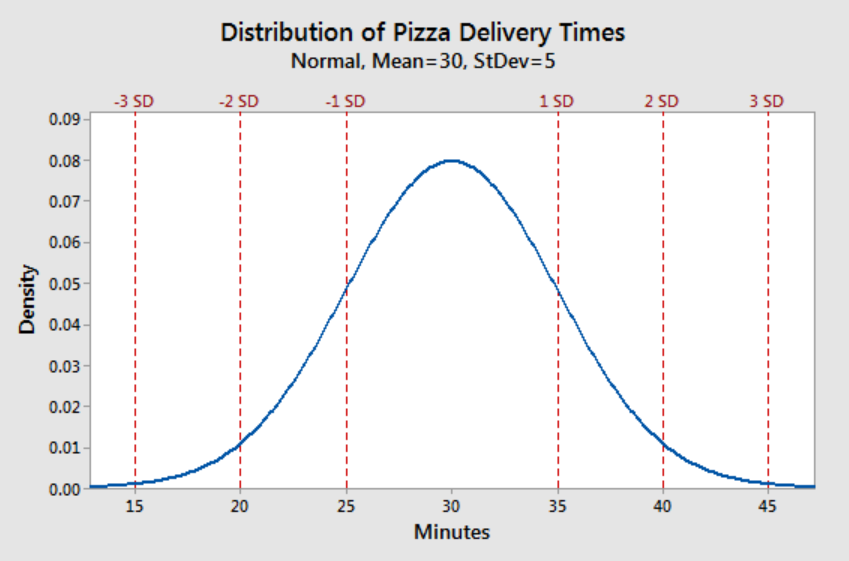 Distribution of Pizza Delivery Times
Normal, Mean=30, StDev=5
-3 SD -2 SD -1 SD 1 SD 2 SD 3 SD
0.09
0.08
0.07
0.06
0.05
0.04
0.03
0.02
0.01
0.00
Density
15 20 25 30 35 40 45
Minutes